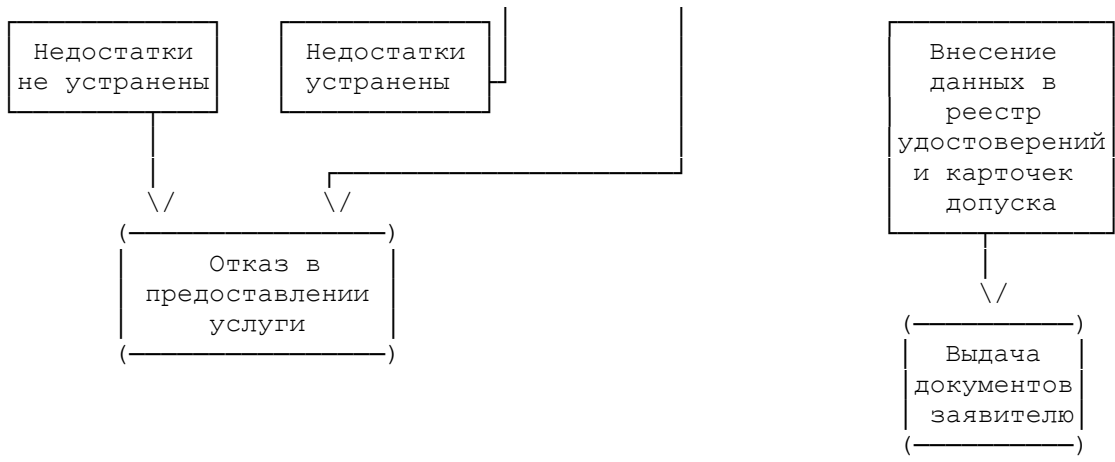 Недостатки
не устранены
Недостатки
устранены
Внесение
данных в
реестр
удостоверений
и карточек
допуска
Отказ в
предоставлении
услуги
Выдача
документов
заявителю